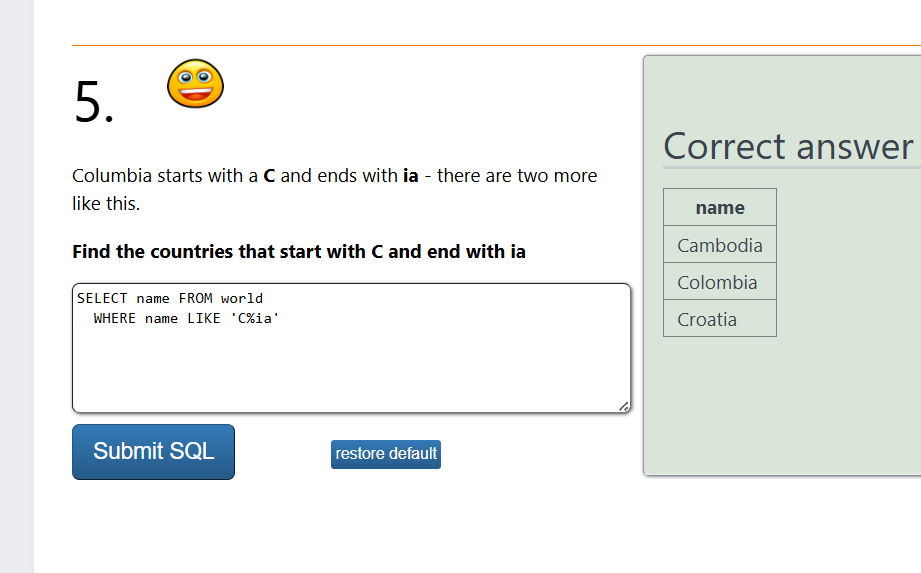 5.
Columbia starts with a C and ends with ia - there are two more
like this.
Find the countries that start with C and end with ia
SELECT name FROM world
  WHERE name LIKE 'C%ia'
Submit SQL
restore default
Correct answer
name
Cambodia
Colombia
Croatia